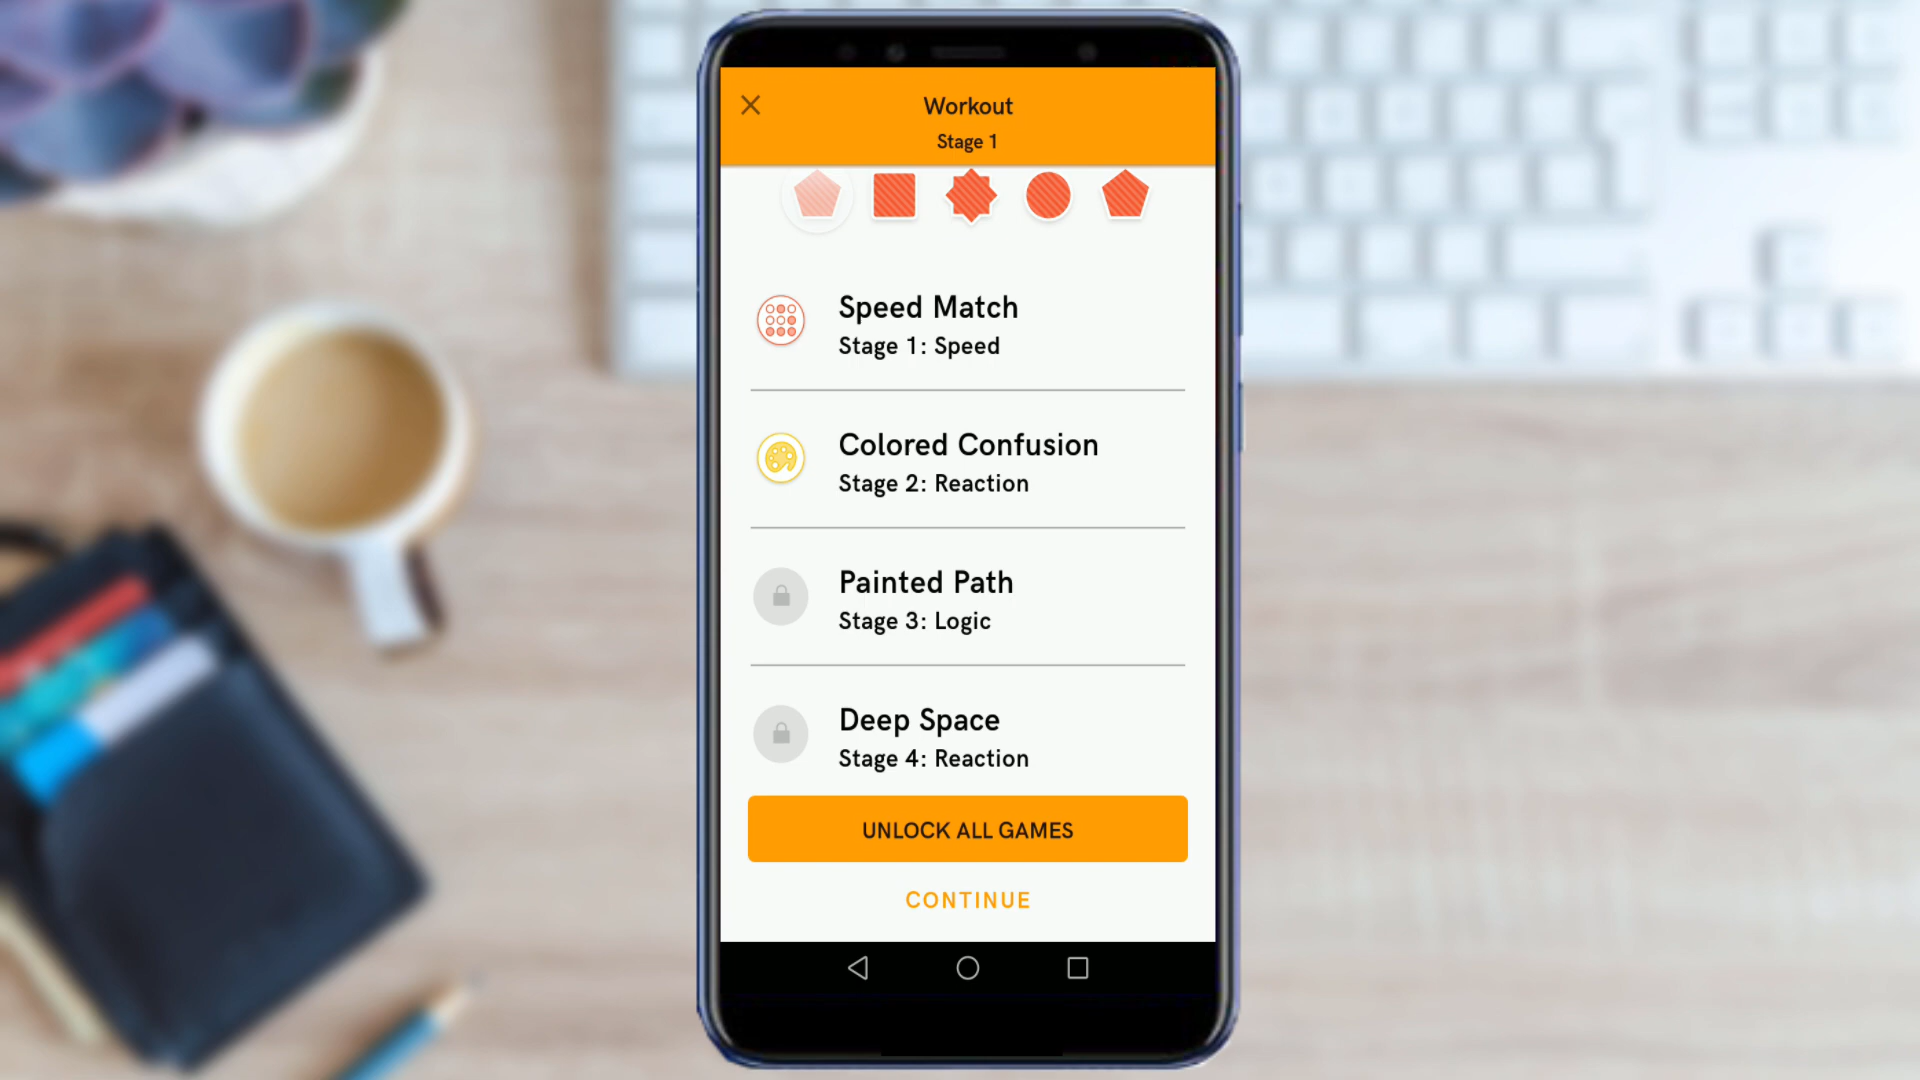 Workout
Stage 1
Speed Match
Stage 1: Speed
Colored Confusion
Stage 2: Reaction
Painted Path
Stage 3: Logic
Deep Space
Stage 4: Reaction
UNLOCK ALL GAMES
CONTINUE